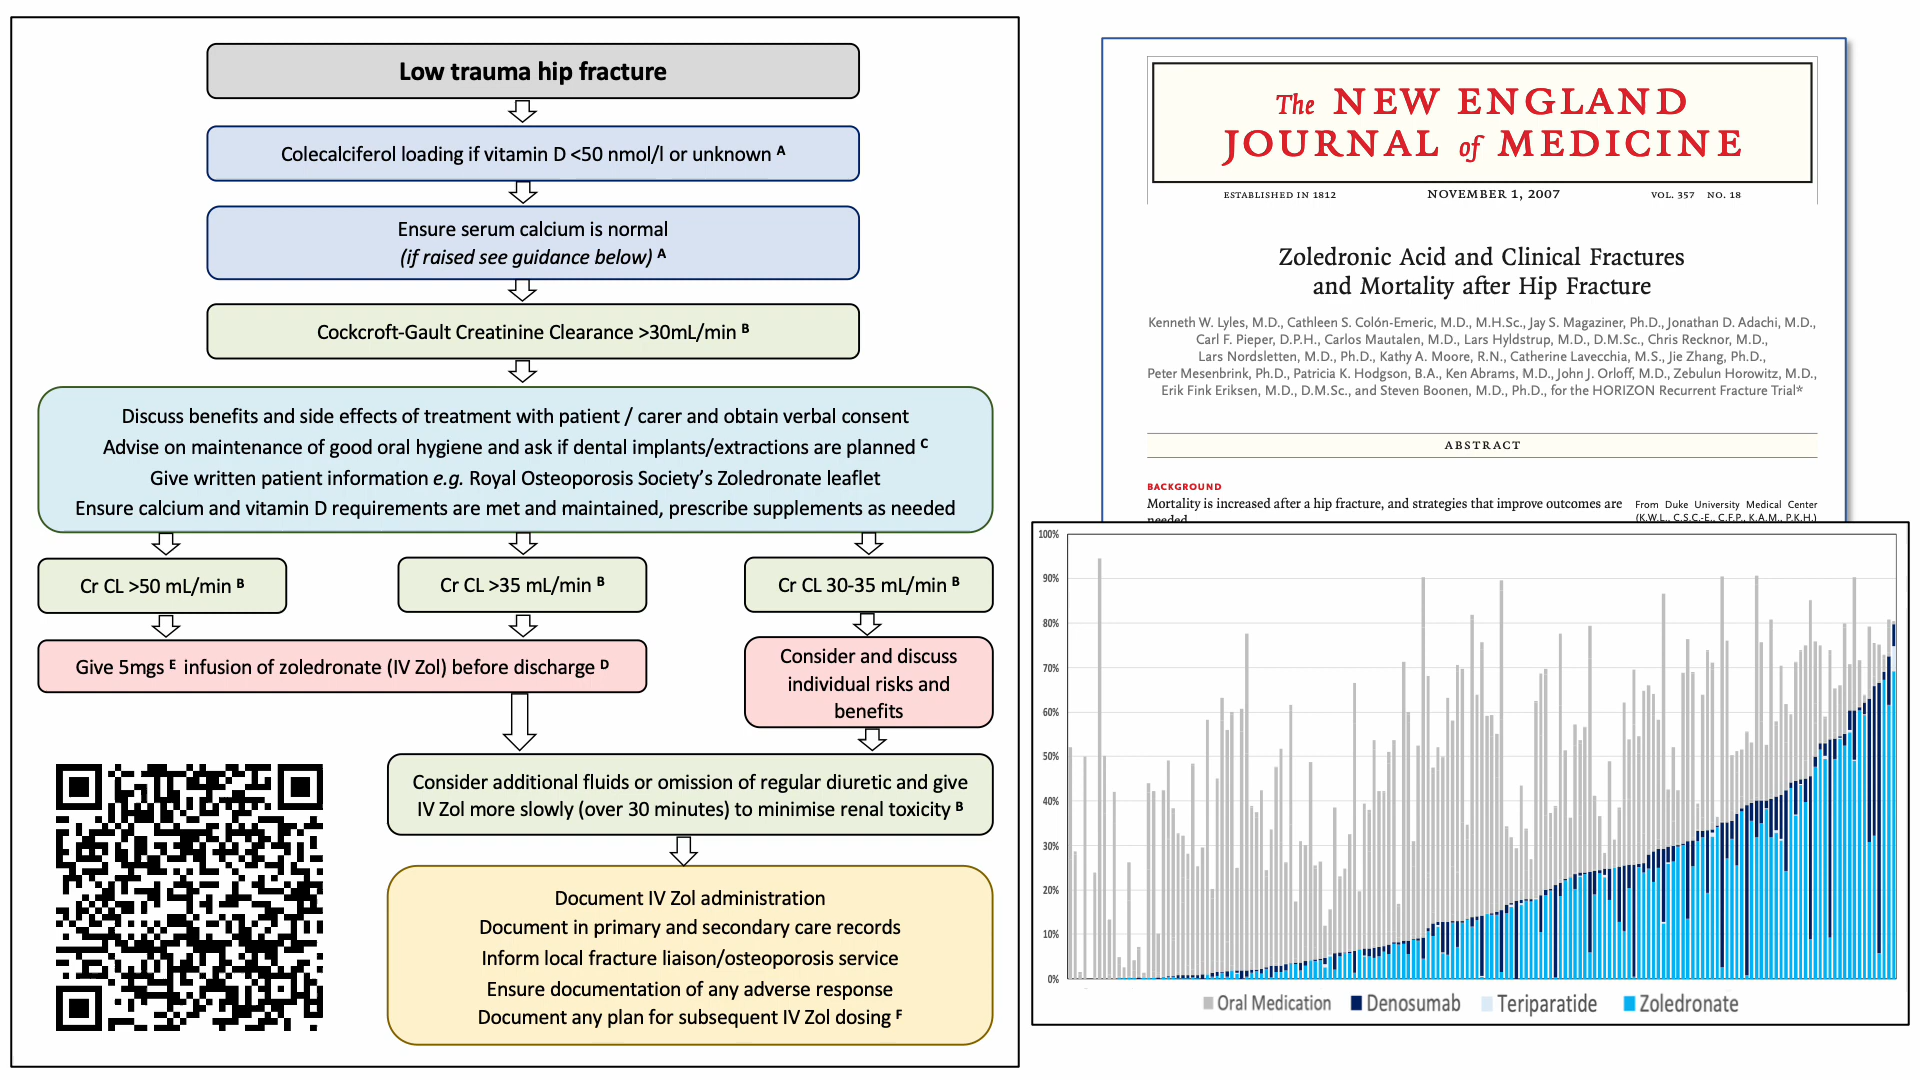 Low trauma hip fracture
Colecalciferol loading if vitamin D <50 nmol/l or unknown A
Ensure serum calcium is normal
(if raised see guidance below) A
Cockcroft-Gault Creatinine Clearance >30mL/min B
Discuss benefits and side effects of treatment with patient / carer and obtain verbal consent
Advise on maintenance of good oral hygiene and ask if dental implants/extractions are planned C
Give written patient information e.g. Royal Osteoporosis Society’s Zoledronate leaflet
Ensure calcium and vitamin D requirements are met and maintained, prescribe supplements as needed
Cr CL >50 mL/min B
Cr CL >35 mL/min B
Cr CL 30-35 mL/min B
Give 5mgs E infusion of zoledronate (IV Zol) before discharge D
Consider and discuss
individual risks and
benefits
Consider additional fluids or omission of regular diuretic and give
IV Zol more slowly (over 30 minutes) to minimise renal toxicity B
Document IV Zol administration
Document in primary and secondary care records
Inform local fracture liaison/osteoporosis service
Ensure documentation of any adverse response
Document any plan for subsequent IV Zol dosing F
The NEW ENGLAND
JOURNAL of MEDICINE
ESTABLISHED IN 1812 NOVEMBER 1, 2007 VOL. 357 NO. 18
Zoledronic Acid and Clinical Fractures
and Mortality after Hip Fracture
Kenneth W. Lyles, M.D., Cathleen S. Colón-Emeric, M.D., M.H.Sc., Jay S. Magaziner, Ph.D., Jonathan D. Adachi, M.D.,
Carl F. Pieper, D.P.H., Carlos Mautalen, M.D., Lars Hyldstrup, M.D., D.M.Sc., Chris Recknor, M.D.,
Lars Nordsletten, M.D., Ph.D., Kathy A. Moore, R.N., Catherine Lavecchia, M.S., Jie Zhang, Ph.D.,
Peter Mesenbrink, Ph.D., Patricia K. Hodgson, B.A., Ken Abrams, M.D., John J. Orloff, M.D., Zebulun Horowitz, M.D.,
Erik Fink Eriksen, M.D., D.M.Sc., and Steven Boonen, M.D., Ph.D., for the HORIZON Recurrent Fracture Trial*
ABSTRACT
BACKGROUND
Mortality is increased after a hip fracture, and strategies that improve outcomes are
needed
From Duke University Medical Center
(K.W.L., C.S.C.-E., C.F.P., K.A.M., P.K.H.)
100%
90%
80%
70%
60%
50%
40%
30%
20%
10%
0%
Oral Medication Denosumab Teriparatide Zoledronate